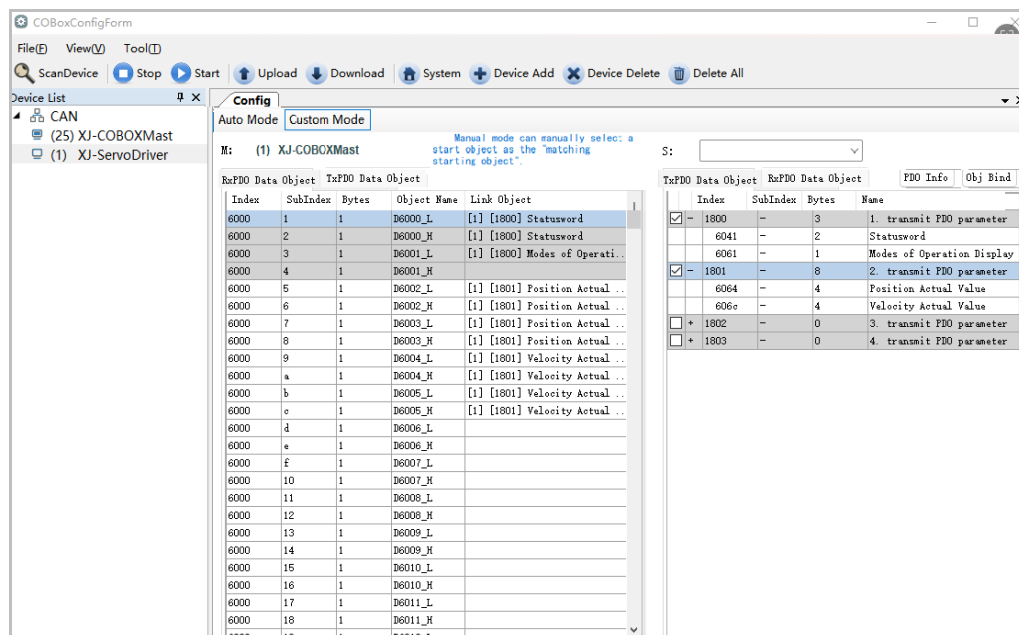 COBoxConfigForm
File(F) View(V) Tool(T)
ScanDevice Stop Start Upload Download System Device Add Device Delete Delete All
Device List
Config
CAN
(25) XJ-COBOXMast
(1) XJ-ServoDriver
Auto Mode Custom Mode
M: (1) XJ-COBOXMast
Manual mode can manually select a
start object as the "matching
starting object".
S:
RxPDO Data Object TxPDO Data Object
Index SubIndex Bytes Object Name Link Object
6000 1 1 D6000_L [1] [1800] Statusword
6000 2 1 D6000_H [1] [1800] Statusword
6000 3 1 D6001_L [1] [1800] Modes of Operati..
6000 4 1 D6001_H
6000 5 1 D6002_L [1] [1801] Position Actual ..
6000 6 1 D6002_H [1] [1801] Position Actual ..
6000 7 1 D6003_L [1] [1801] Position Actual ..
6000 8 1 D6003_H [1] [1801] Position Actual ..
6000 9 1 D6004_L [1] [1801] Velocity Actual ..
6000 a 1 D6004_H [1] [1801] Velocity Actual ..
6000 b 1 D6005_L [1] [1801] Velocity Actual ..
6000 c 1 D6005_H [1] [1801] Velocity Actual ..
6000 d 1 D6006_L
6000 e 1 D6006_H
6000 f 1 D6007_L
6000 10 1 D6007_H
6000 11 1 D6008_L
6000 12 1 D6008_H
6000 13 1 D6009_L
6000 14 1 D6009_H
6000 15 1 D6010_L
6000 16 1 D6010_H
6000 17 1 D6011_L
6000 18 1 D6011_H
TxPDO Data Object RxPDO Data Object PDO Info Obj Bind
Index SubIndex Bytes Name
1800 — 3 1. transmit PDO parameter
6041 — 2 Statusword
6061 — 1 Modes of Operation Display
1801 — 8 2. transmit PDO parameter
6064 — 4 Position Actual Value
606c — 4 Velocity Actual Value
1802 — 0 3. transmit PDO parameter
1803 — 0 4. transmit PDO parameter